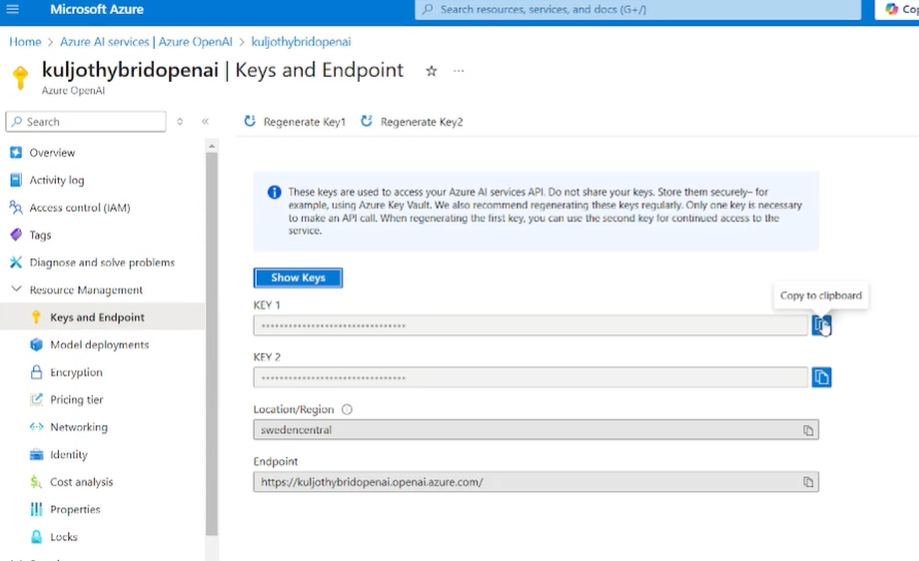 Microsoft Azure
Search resources, services, and docs (G+/)
Home > Azure AI services | Azure OpenAI > kuljothybridopenai
kuljothybridopenai | Keys and Endpoint
Azure OpenAI
Search
Regenerate Key1
Regenerate Key2
Overview
Activity log
Access control (IAM)
Tags
Diagnose and solve problems
Resource Management
Keys and Endpoint
Model deployments
Encryption
Pricing tier
Networking
Identity
Cost analysis
Properties
Locks
These keys are used to access your Azure AI services API. Do not share your keys. Store them securely– for
example, using Azure Key Vault. We also recommend regenerating these keys regularly. Only one key is necessary
to make an API call. When regenerating the first key, you can use the second key for continued access to the
service.
Show Keys
Copy to clipboard
KEY 1
KEY 2
Location/Region
swedencentral
Endpoint
https://kuljothybridopenai.openai.azure.com/